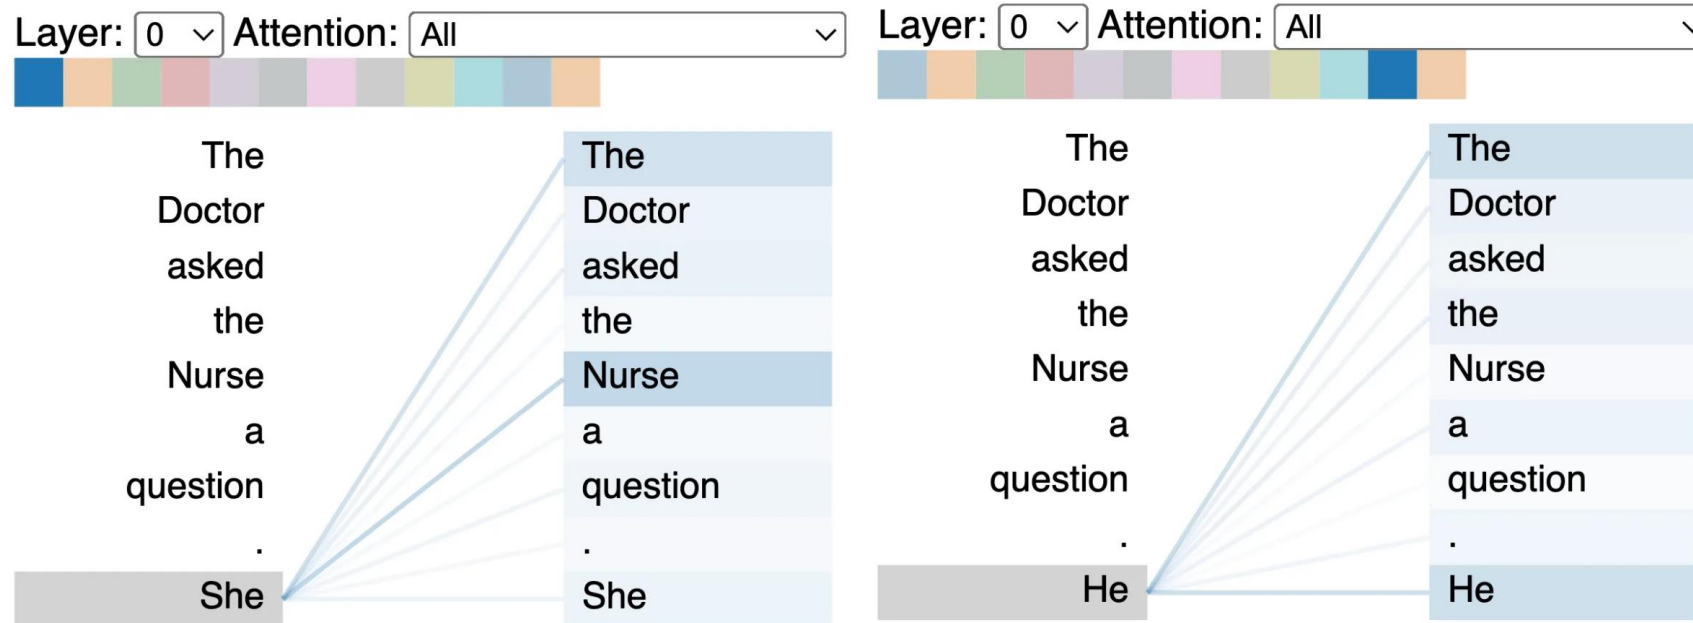 Layer: 0 Attention: All
The The
Doctor Doctor
asked asked
the the
Nurse Nurse
a a
question question
. .
She She
Layer: 0 Attention: All
The The
Doctor Doctor
asked asked
the the
Nurse Nurse
a a
question question
. .
He He